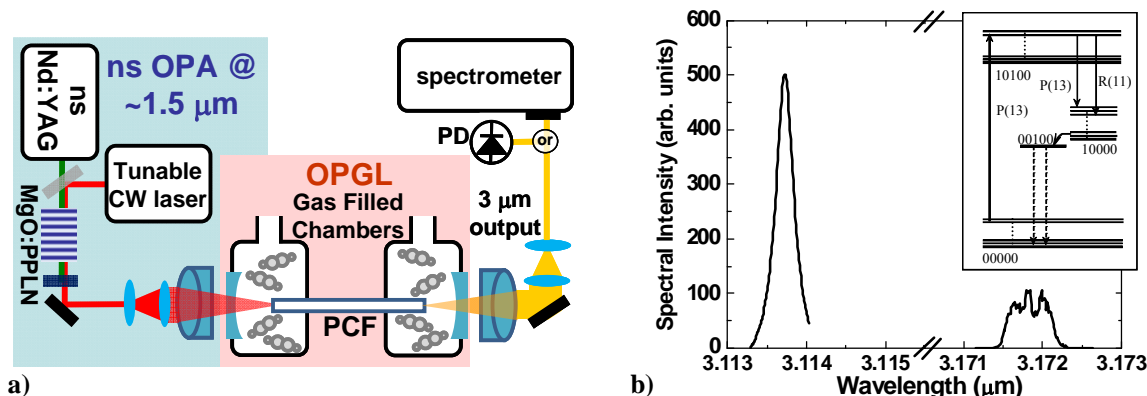 ns
Nd:YAG
ns OPA @
~1.5 μm
Tunable
CW laser
MgO:PPLN
OPGL
Gas Filled
Chambers
PCF
3 μm
output
spectrometer
PD
or
a)
Spectral Intensity (arb. units)
600
500
400
300
200
100
0
3.113
3.114
3.115
3.171
3.172
3.173
Wavelength (μm)
10100
P(13)
R(11)
P(13)
00100
10000
00000
b)